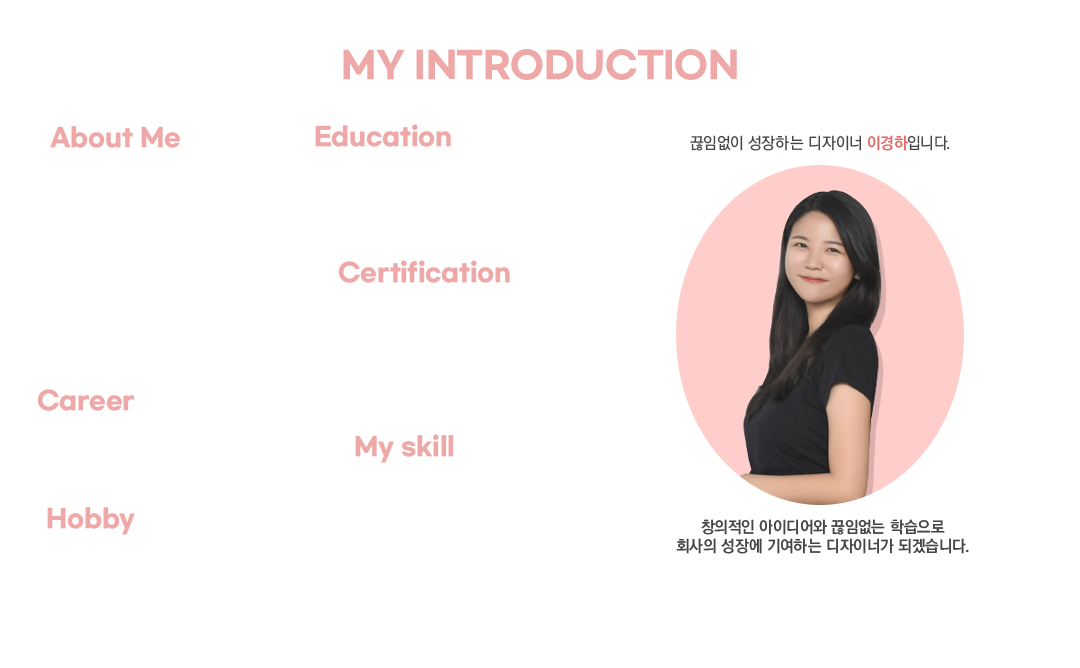 MY INTRODUCTION
About Me
Education
Certification
Career
My skill
Hobby
끊임없이 성장하는 디자이너 이경하입니다.
창의적인 아이디어와 끊임없는 학습으로
회사의 성장에 기여하는 디자이너가 되겠습니다.